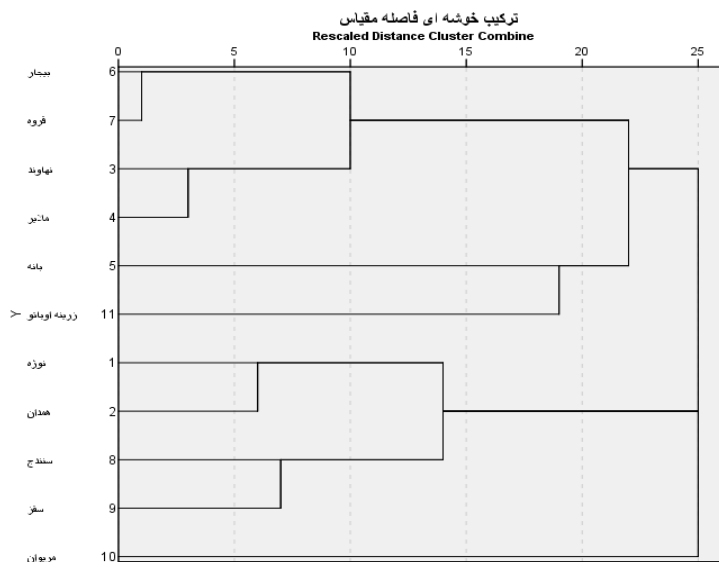 ترکیب خوشه ای فاصله مقیاس
Rescaled Distance Cluster Combine
0 5 10 15 20 25
بیجار 6
قروه 7
نهاوند 3
ملایر 4
بانه 5
Y زرینه اوباتو 11
نوژه 1
همدان 2
سنندج 8
سقز 9
مریوان 10